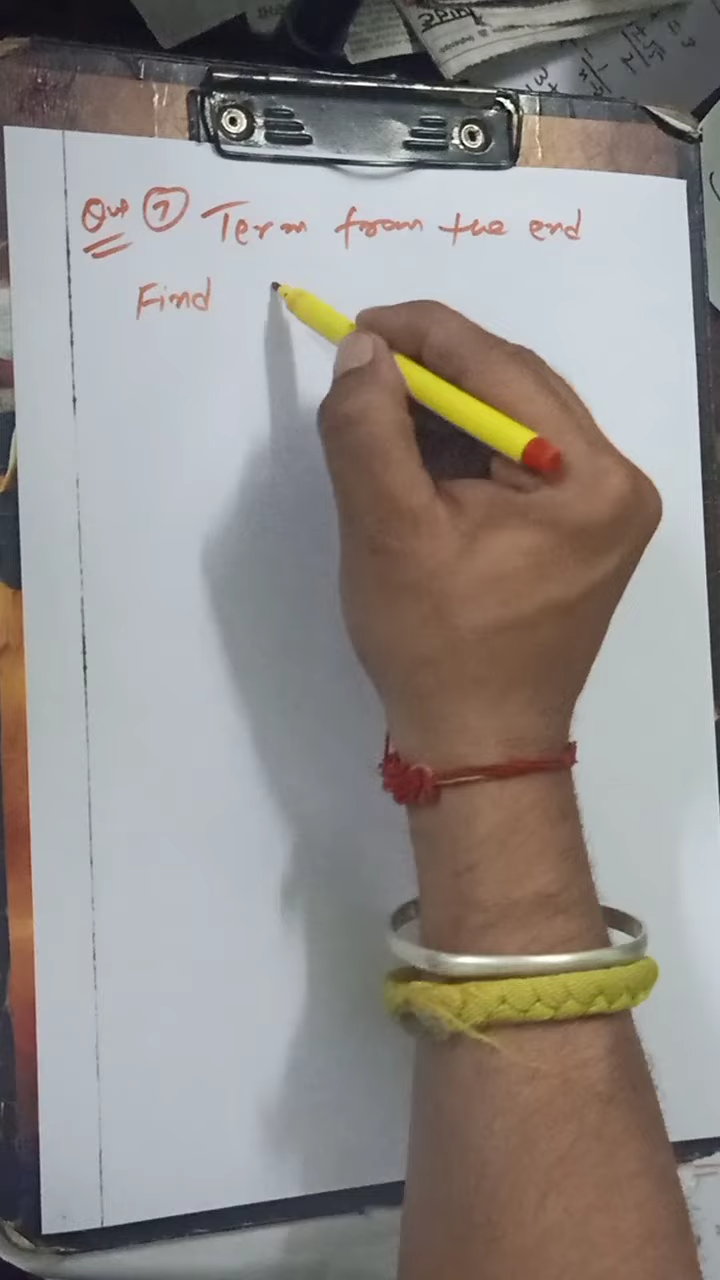 Que ⑦ Term from the end
Find